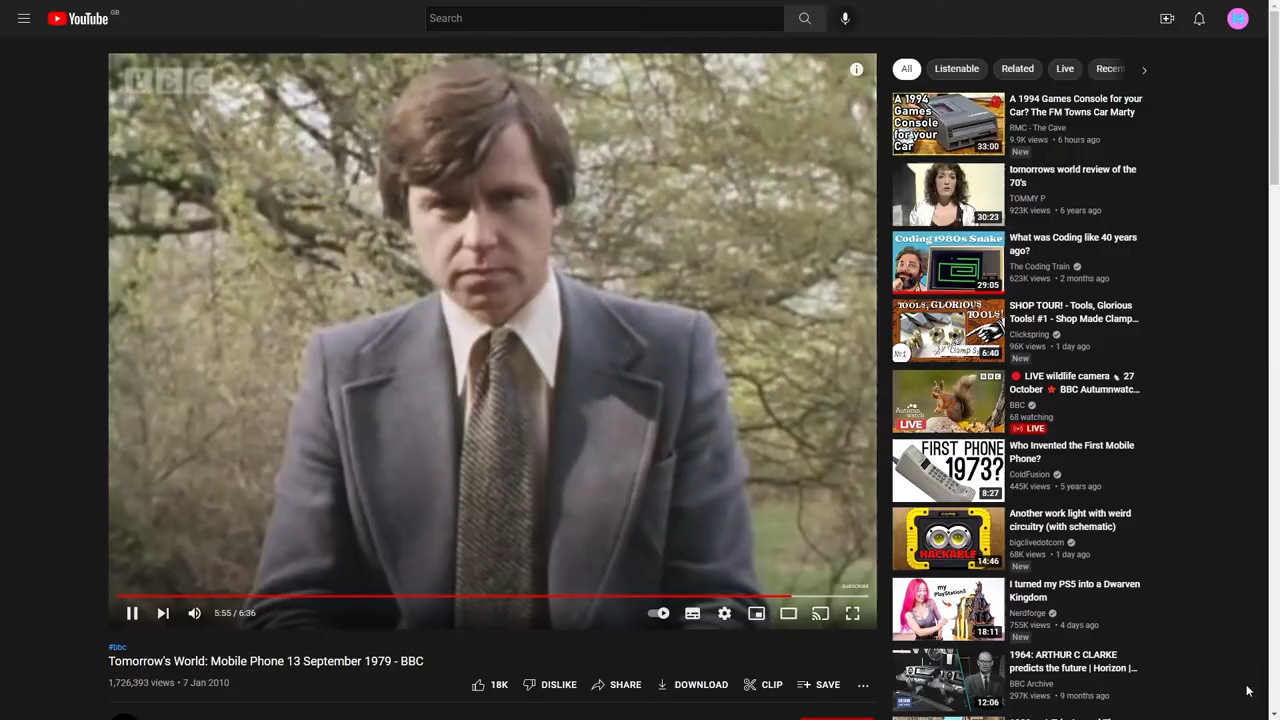 YouTube GB
Search
BBC
All
Listenable
Related
Live
Recen
A 1994
Games
Console
for your
Car
33:00
A 1994 Games Console for your
Car? The FM Towns Car Marty
RMC - The Cave
9.9K views • 6 hours ago
New
30:23
tomorrows world review of the
70's
TOMMY P
923K views • 6 years ago
Coding 1980s Snake
29:05
What was Coding like 40 years
ago?
The Coding Train
623K views • 2 months ago
TOOLS, GLORIOUS
TOOLS!
Nº1
6:40
SHOP TOUR! - Tools, Glorious
Tools! #1 - Shop Made Clamp...
Clickspring
96K views • 1 day ago
New
BBC
Autumn
watch
LIVE
LIVE wildlife camera 27
October BBC Autumnwatc...
BBC
68 watching
LIVE
FIRST PHONE
1973?
8:27
Who Invented the First Mobile
Phone?
ColdFusion
445K views • 5 years ago
HACKABLE
14:46
Another work light with weird
circuitry (with schematic)
bigclivedotcom
68K views • 1 day ago
New
my
PlayStation5
18:11
I turned my PS5 into a Dwarven
Kingdom
Nerdforge
755K views • 4 days ago
New
12:06
1964: ARTHUR C CLARKE
predicts the future | Horizon |...
BBC Archive
297K views • 9 months ago
SUBSCRIBE
5:55 / 6:36
#bbc
Tomorrow's World: Mobile Phone 13 September 1979 - BBC
1,726,393 views • 7 Jan 2010
18K
DISLIKE
SHARE
DOWNLOAD
CLIP
SAVE